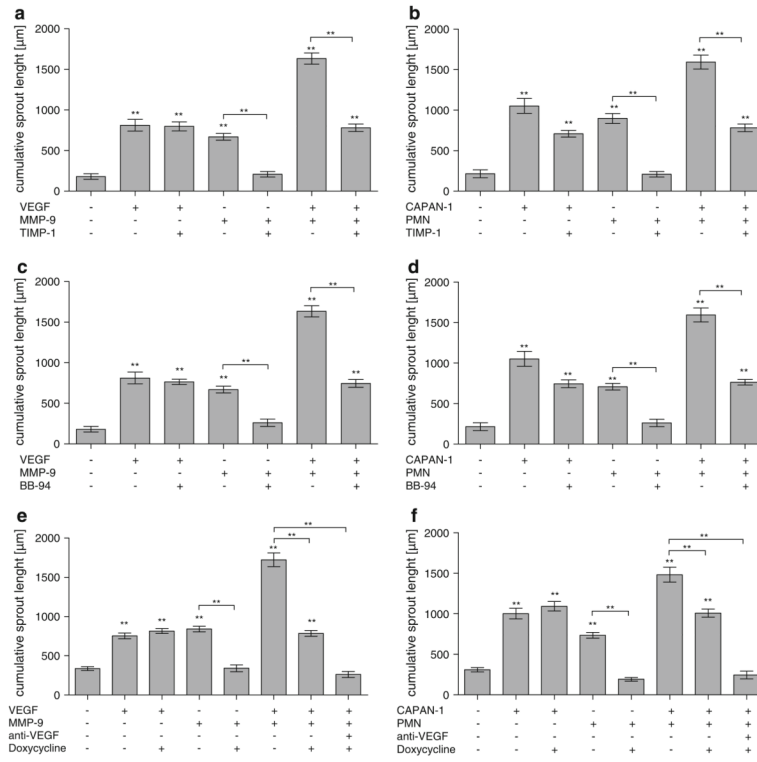 a
cumulative sprout lenght [µm]
2000
1500
1000
500
0
** ** ** ** ** ** **
VEGF - + + - - + +
MMP-9 - - - + + + +
TIMP-1 - - + - + - +
b
cumulative sprout lenght [µm]
2000
1500
1000
500
0
** ** ** ** ** ** **
CAPAN-1 - + + - - + +
PMN - - - + + + +
TIMP-1 - - + - + - +
c
cumulative sprout lenght [µm]
2000
1500
1000
500
0
** ** ** ** ** ** **
VEGF - + + - - + +
MMP-9 - - - + + + +
BB-94 - - + - + - +
d
cumulative sprout lenght [µm]
2000
1500
1000
500
0
** ** ** ** ** ** **
CAPAN-1 - + + - - + +
PMN - - - + + + +
BB-94 - - + - + - +
e
cumulative sprout lenght [µm]
2000
1500
1000
500
0
** ** ** ** ** ** ** **
VEGF - + + - - + + +
MMP-9 - - - + + + + +
anti-VEGF - - - - - - - +
Doxycycline - - + - + - + +
f
cumulative sprout lenght [µm]
2000
1500
1000
500
0
** ** ** ** ** ** ** **
CAPAN-1 - + + - - + + +
PMN - - - + + + + +
anti-VEGF - - - - - - - +
Doxycycline - - + - + - + +